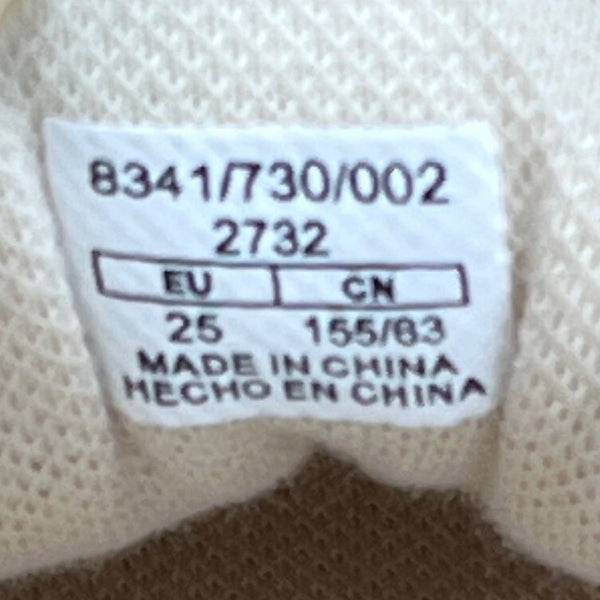 8341/730/002
2732
EU CN
25 155/63
MADE IN CHINA
HECHO EN CHINA